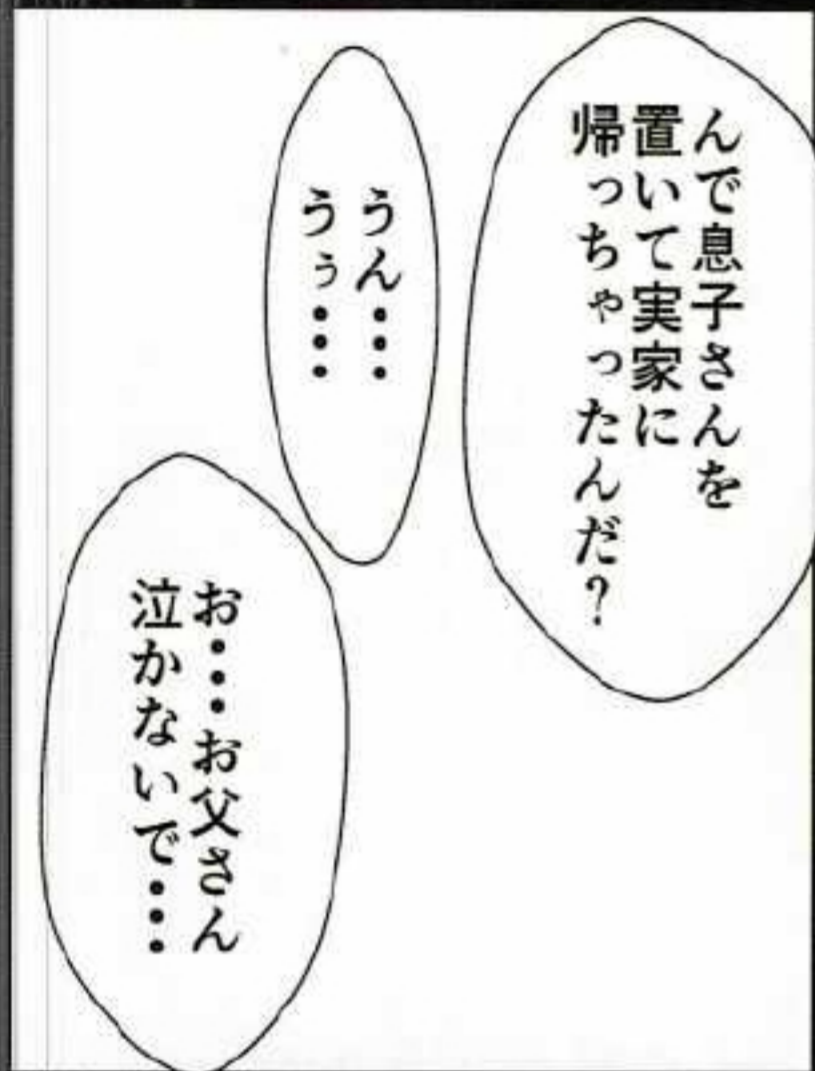 んで息子さんを
置いて実家に
帰っちゃったんだ?
うん…
うぅ…
お…お父さん
泣かないで…